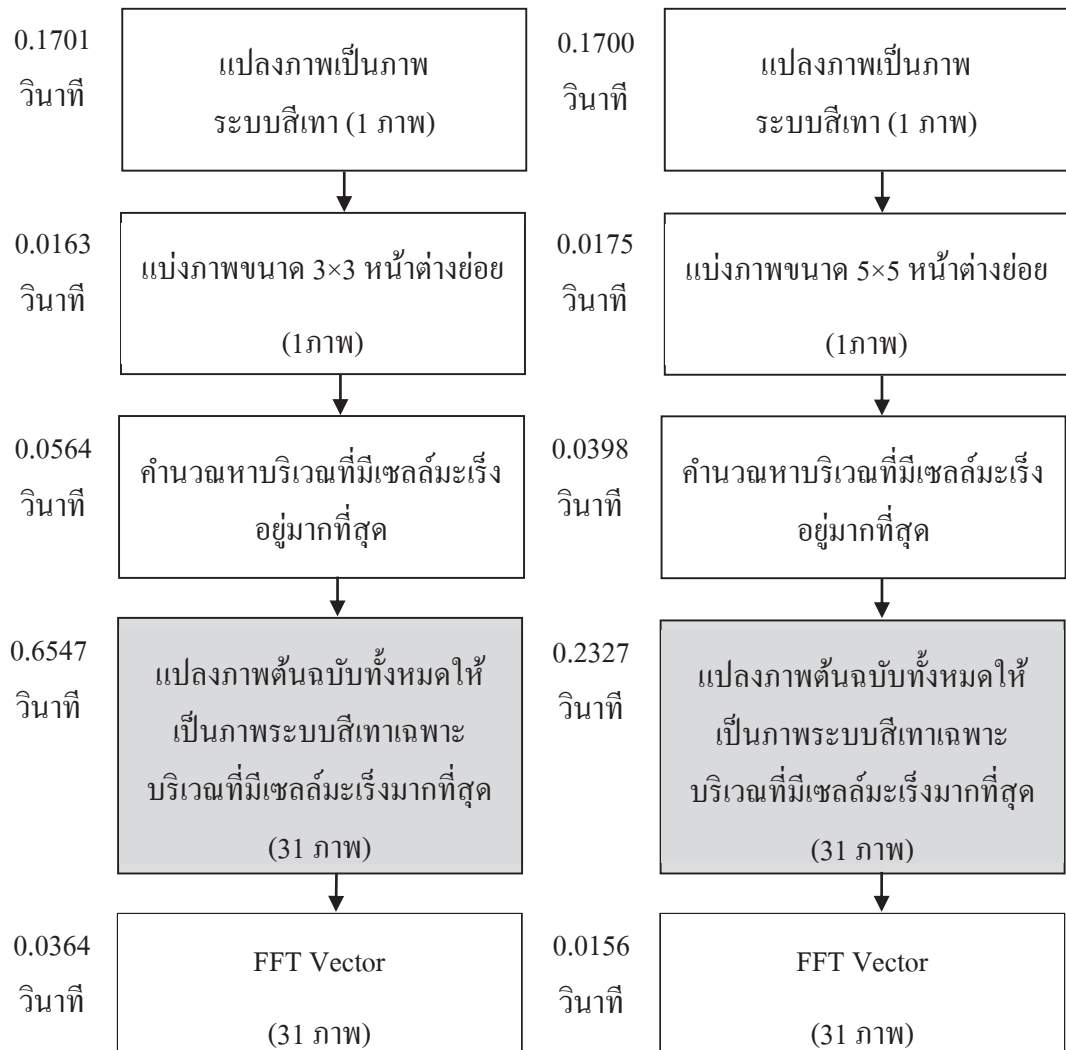 0.1701
วินาที
แปลงภาพเป็นภาพ
ระบบสีเทา (1 ภาพ)
0.0163
วินาที
แบ่งภาพขนาด 3×3 หน้าต่างย่อย
(1ภาพ)
0.0564
วินาที
คำนวณหาบริเวณที่มีเซลล์มะเร็ง
อยู่มากที่สุด
0.6547
วินาที
แปลงภาพต้นฉบับทั้งหมดให้
เป็นภาพระบบสีเทาเฉพาะ
บริเวณที่มีเซลล์มะเร็งมากที่สุด
(31 ภาพ)
0.0364
วินาที
FFT Vector
(31 ภาพ)
0.1700
วินาที
แปลงภาพเป็นภาพ
ระบบสีเทา (1 ภาพ)
0.0175
วินาที
แบ่งภาพขนาด 5×5 หน้าต่างย่อย
(1ภาพ)
0.0398
วินาที
คำนวณหาบริเวณที่มีเซลล์มะเร็ง
อยู่มากที่สุด
0.2327
วินาที
แปลงภาพต้นฉบับทั้งหมดให้
เป็นภาพระบบสีเทาเฉพาะ
บริเวณที่มีเซลล์มะเร็งมากที่สุด
(31 ภาพ)
0.0156
วินาที
FFT Vector
(31 ภาพ)